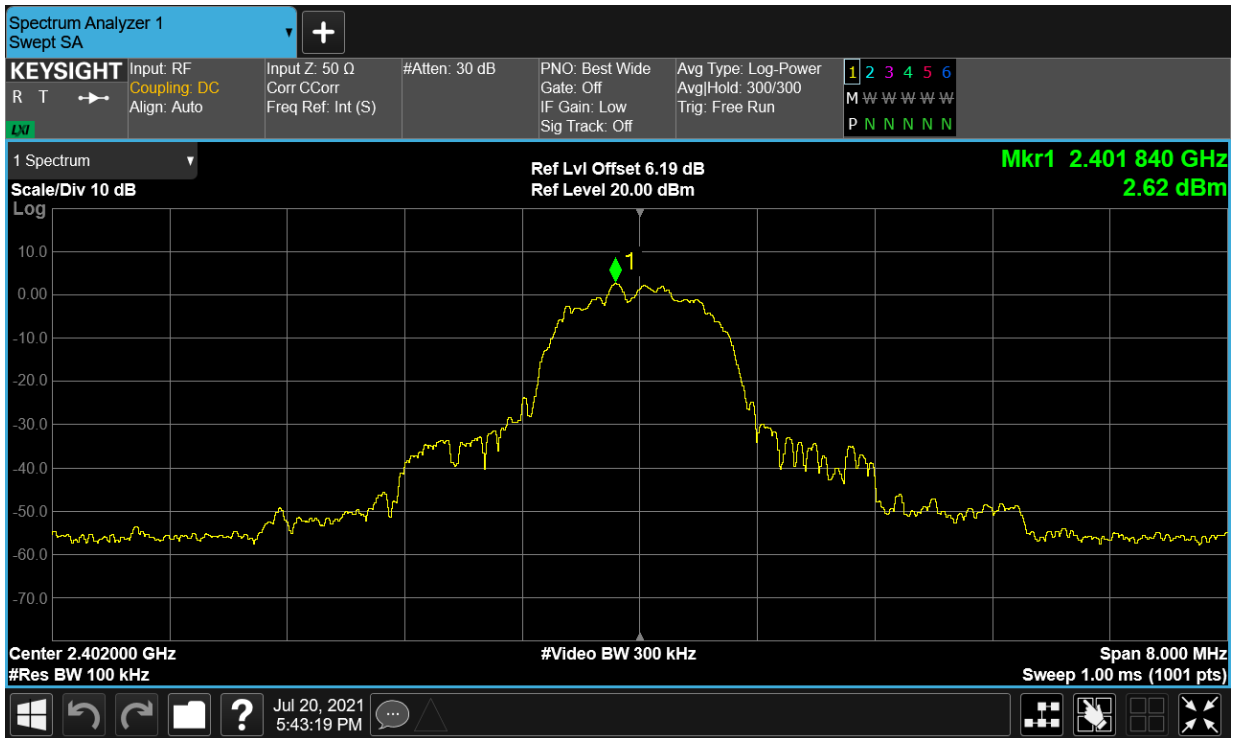 Spectrum Analyzer 1
Swept SA
KEYSIGHT
R T
LXI
Input: RF
Coupling: DC
Align: Auto
Input Z: 50 Ω
Corr CCorr
Freq Ref: Int (S)
#Atten: 30 dB
PNO: Best Wide
Gate: Off
IF Gain: Low
Sig Track: Off
Avg Type: Log-Power
Avg|Hold: 300/300
Trig: Free Run
1 2 3 4 5 6
M W W W W W
P N N N N N
1 Spectrum
Scale/Div 10 dB
Log
Ref Lvl Offset 6.19 dB
Ref Level 20.00 dBm
Mkr1 2.401 840 GHz
2.62 dBm
1
10.0
0.00
-10.0
-20.0
-30.0
-40.0
-50.0
-60.0
-70.0
Center 2.402000 GHz
#Res BW 100 kHz
#Video BW 300 kHz
Span 8.000 MHz
Sweep 1.00 ms (1001 pts)
?
Jul 20, 2021
5:43:19 PM